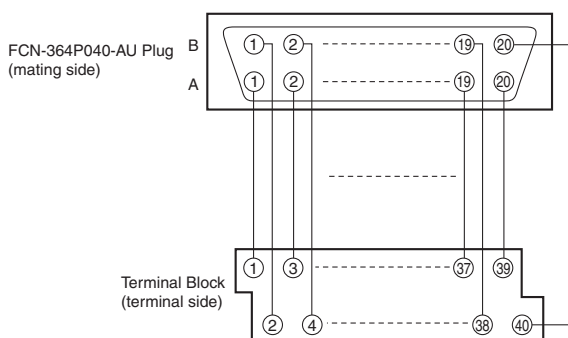 FCN-364P040-AU Plug
(mating side)
B 1 2 19 20
A 1 2 19 20
Terminal Block
(terminal side)
1 3 37 39
2 4 38 40